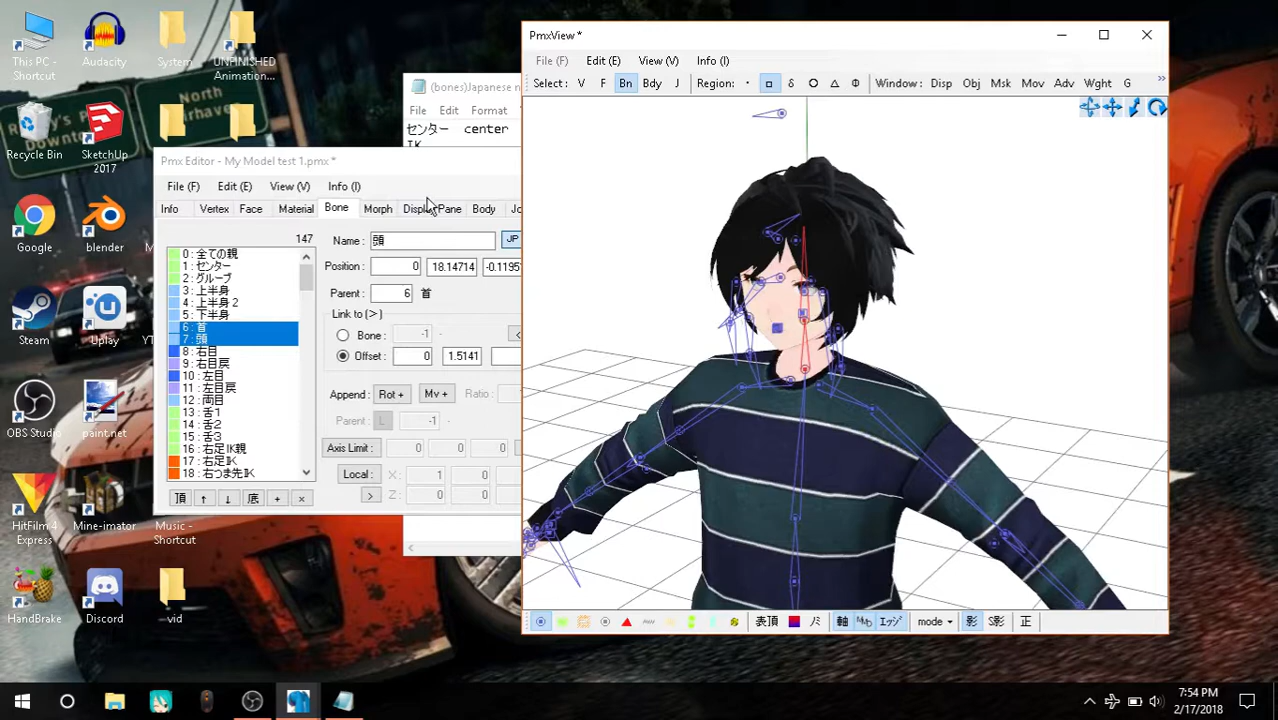 This PC -
Shortcut
Audacity
System
UNFINISHED
Animation...
Recycle Bin
SketchUp
2017
Google
blender
Steam
Uplay
OBS Studio
paint.net
HitFilm 4
Express
Mine-imator
Music -
Shortcut
HandBrake
Discord
vid
(bones)Japanese n
File
Edit
Format
センター center
IK
Pmx Editor - My Model test 1.pmx *
File (F)
Edit (E)
View (V)
Info (I)
Info
Vertex
Face
Material
Bone
Morph
Body
147
0 : 全ての親
1 : センター
2 : グルーブ
3 : 上半身
4 : 上半身2
5 : 下半身
6 : 首
7 : 頭
8 : 右目
9 : 右目戻
10 : 左目
11 : 左目戻
12 : 両目
13 : 舌1
14 : 舌2
15 : 舌3
16 : 右足IK親
17 : 右足IK
18 : 右つま先IK
頂 ↑ ↓ 底 + ×
Name : 頭
JP
Position : 0 18.14714 -0.1195
Parent : 6 首
Link to (>)
Bone : -1
Offset : 0 1.5141
Append : Rot + Mv + Ratio :
Parent : L -1
Axis Limit : 0 0 0
Local : X : 1 0
> Z : 0 0
PmxView *
File (F)
Edit (E)
View (V)
Info (I)
Select : V F Bn Bdy J Region : · δ Window : Disp Obj Msk Mov Adv Wght G
表頂
軸
エッジ
mode
影
S影
正
7:54 PM
2/17/2018